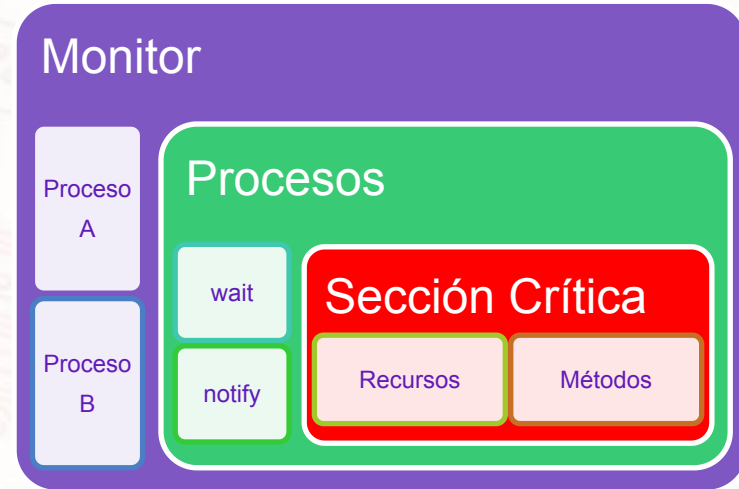 Monitor
Proceso
A
Procesos
wait
Sección Crítica
Proceso
B
notify
Recursos
Métodos